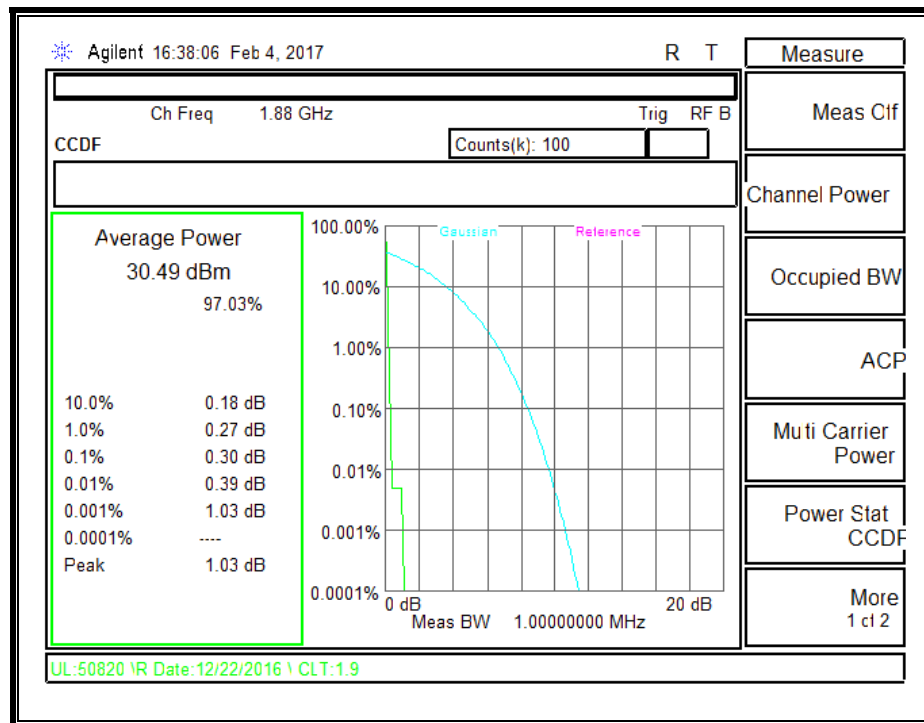 Agilent 16:38:06 Feb 4, 2017 R T
Ch Freq 1.88 GHz Trig RF B
CCDF Counts(k): 100
Average Power
30.49 dBm
97.03%
10.0% 0.18 dB
1.0% 0.27 dB
0.1% 0.30 dB
0.01% 0.39 dB
0.001% 1.03 dB
0.0001% ----
Peak 1.03 dB
Gaussian Reference
100.00%
10.00%
1.00%
0.10%
0.01%
0.001%
0.0001%
0 dB 20 dB
Meas BW 1.00000000 MHz
Measure
Meas Ctf
Channel Power
Occupied BW
ACP
Mu ti Carrier
Power
Power Stat
CCDF
More
1 of 2
UL:50820 \R Date:12/22/2016 \ CLT:1.9